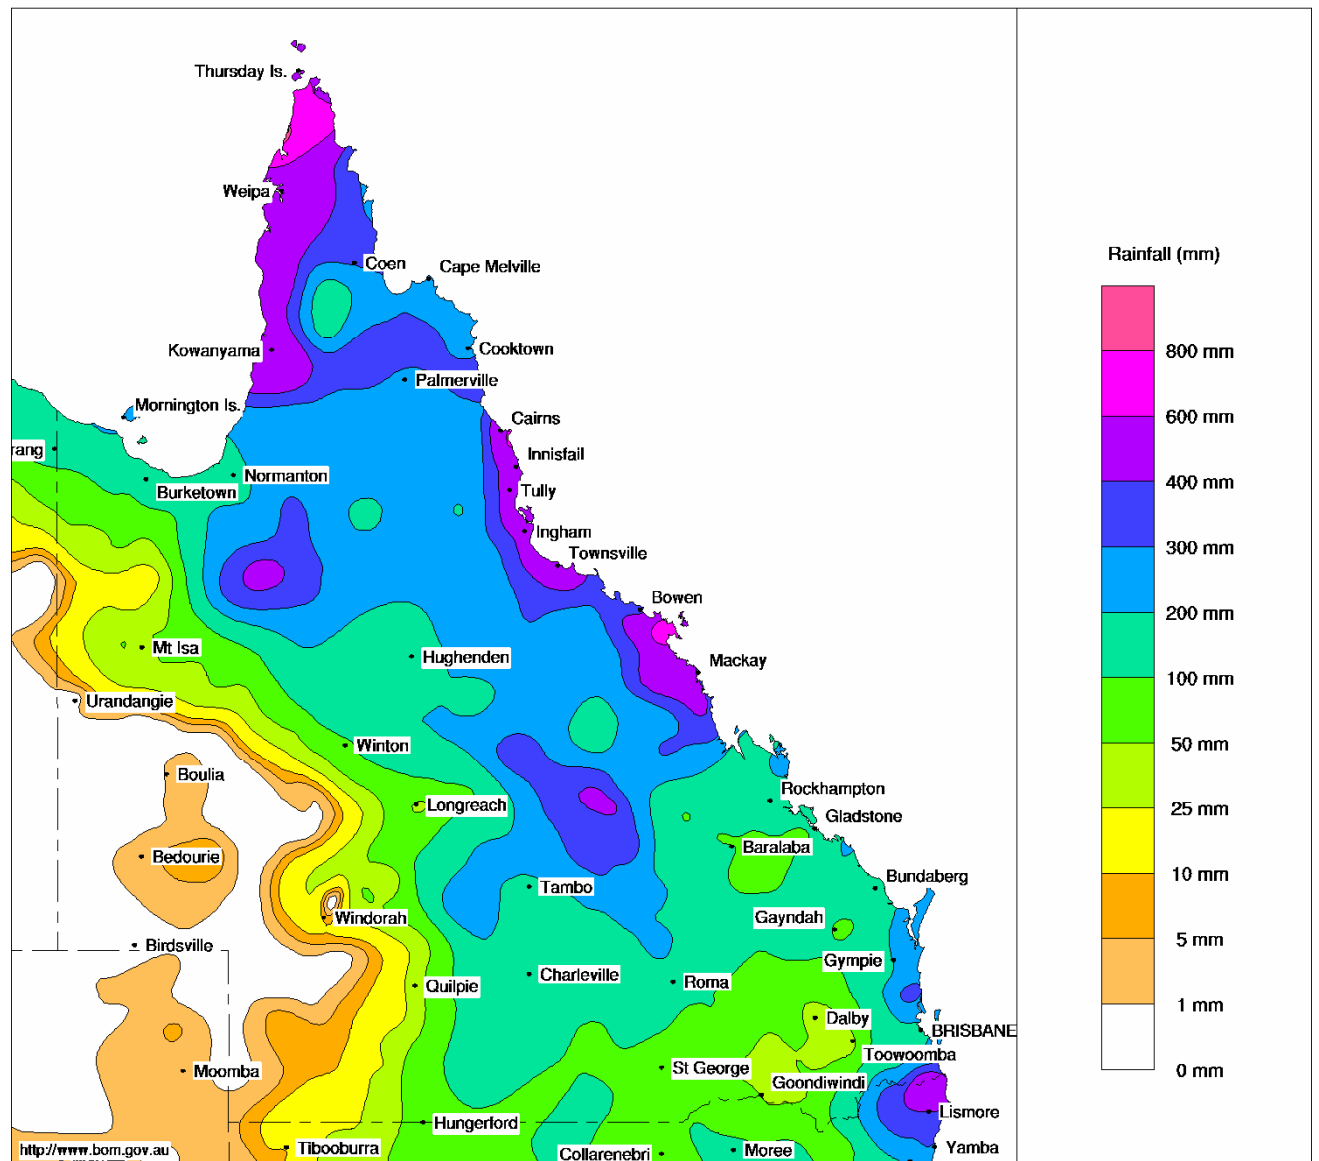 Thursday Is.
Weipa
Rainfall (mm)
Coen
Cape Melville
800 mm
Kowanyama
Cooktown
Palmerville
600 mm
Mornington Is.
Cairns
rang
Innisfail
Normanton
400 mm
Burketown
Tully
Ingham
300 mm
Townsville
Bowen
200 mm
Mt Isa
Hughenden
Mackay
100 mm
Urandangie
Winton
50 mm
Boulia
Rockhampton
Longreach
25 mm
Gladstone
Baralaba
Bedourie
10 mm
Tambo
Bundaberg
Windorah
Gayndah
5 mm
Birdsville
Gympie
Charleville
Roma
Quilpie
1 mm
Dalby
BRISBANE
Toowoomba
St George
Moomba
0 mm
Goondiwindi
Lismore
Hungerford
Tibooburra
Yamba
http://www.bom.gov.au
Moree
Collarenebri